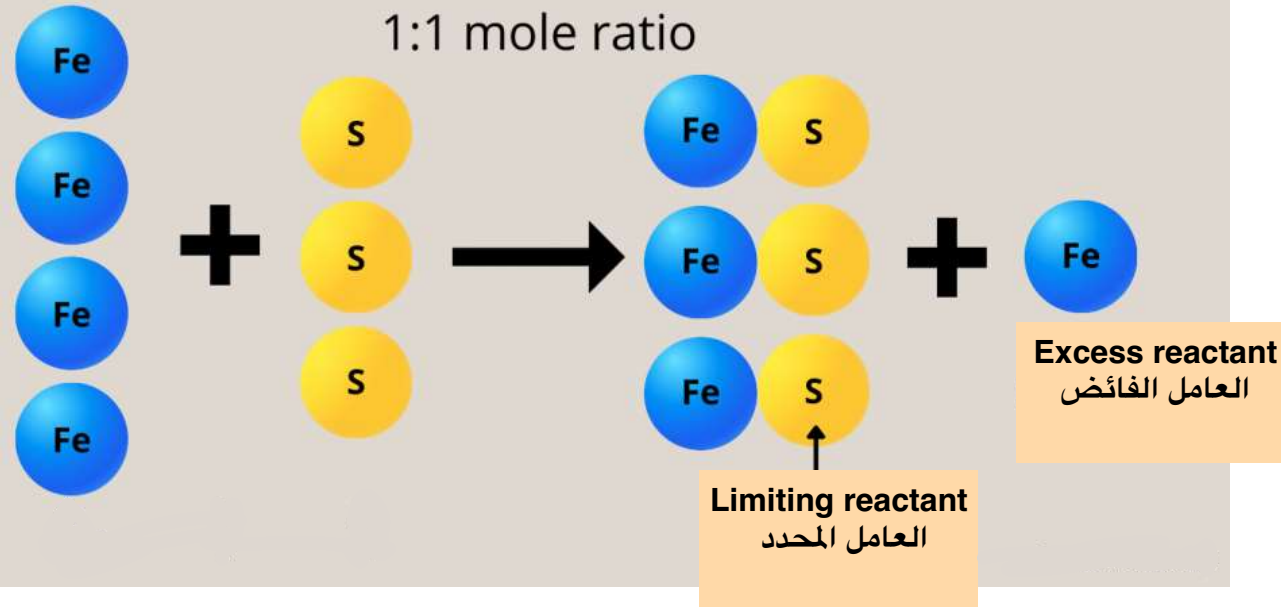 1:1 mole ratio
Fe
Fe
Fe
Fe
S
S
S
Fe S
Fe S
Fe S
Fe
Excess reactant
العامل الفائض
Limiting reactant
العامل المحدد